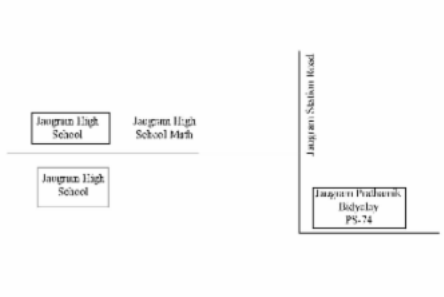 Jaugram High
School
Jaugram High
School Math
Jaugram High
School
Jaugram Station Road
Jaugram Prathamik
Bidyalay
PS-74